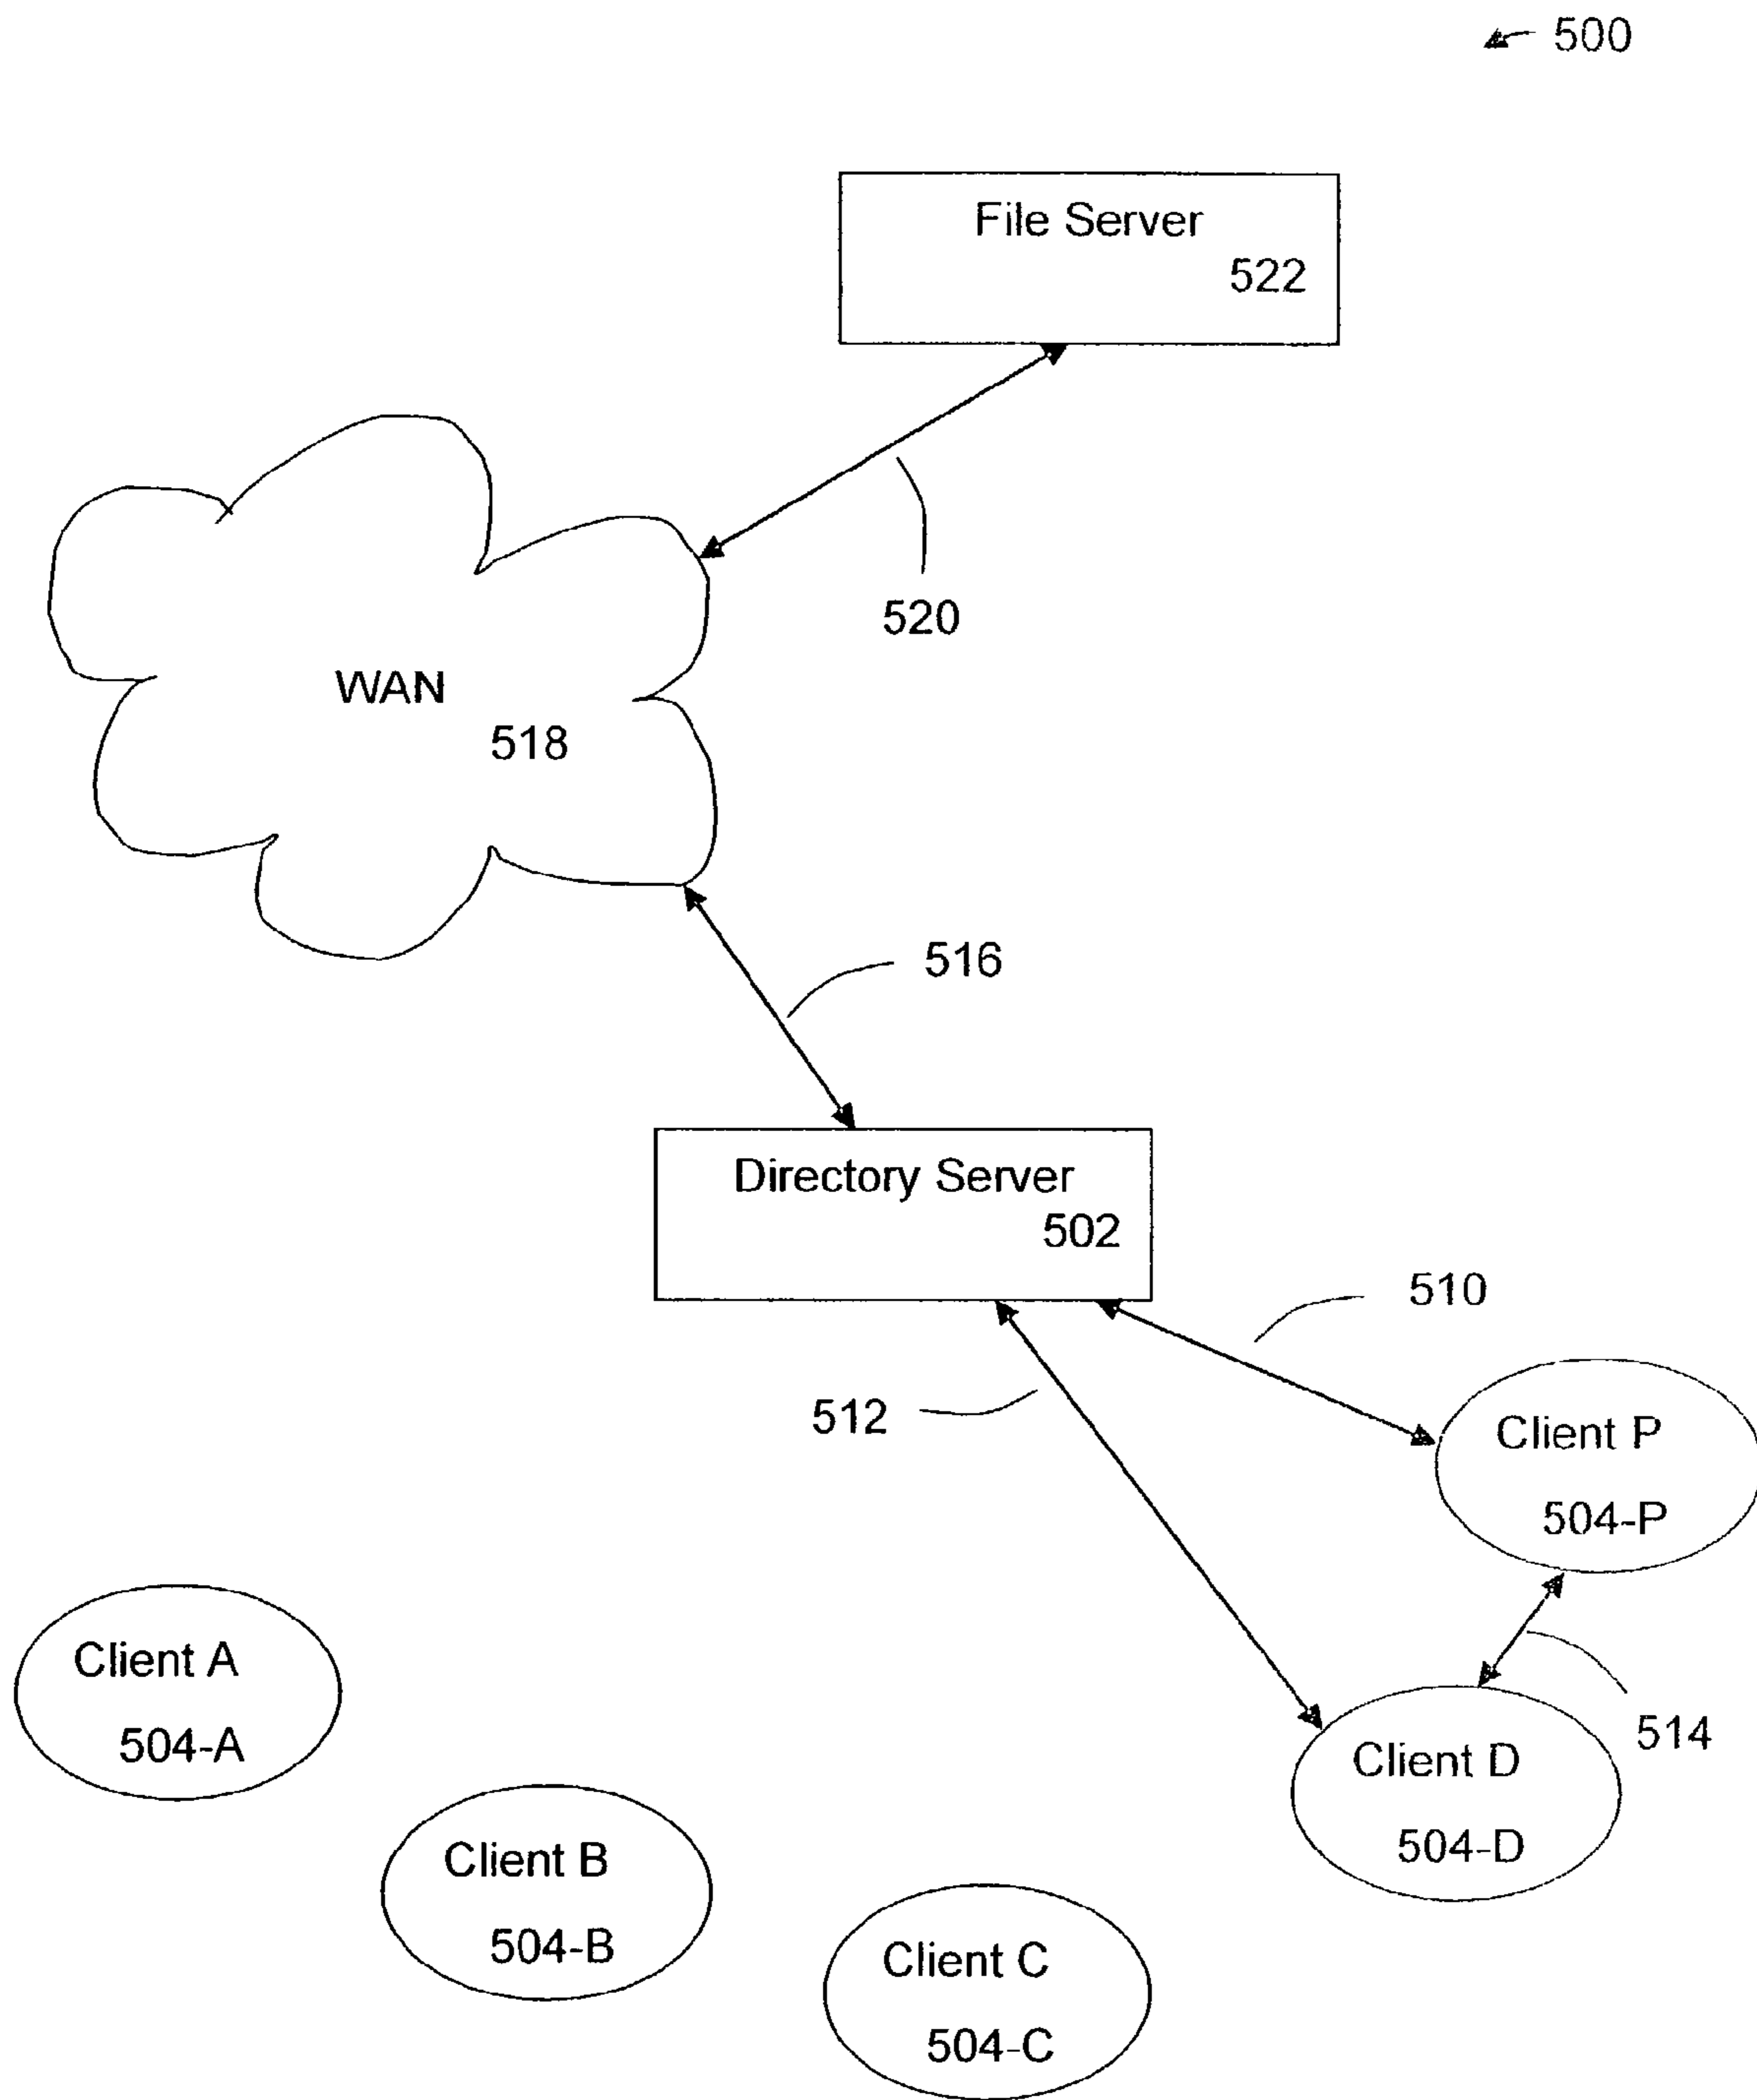 500
File Server
522
520
WAN
518
516
Directory Server
502
510
512
Client P
504-P
Client A
504-A
514
Client D
504-D
Client B
504-B
Client C
504-C